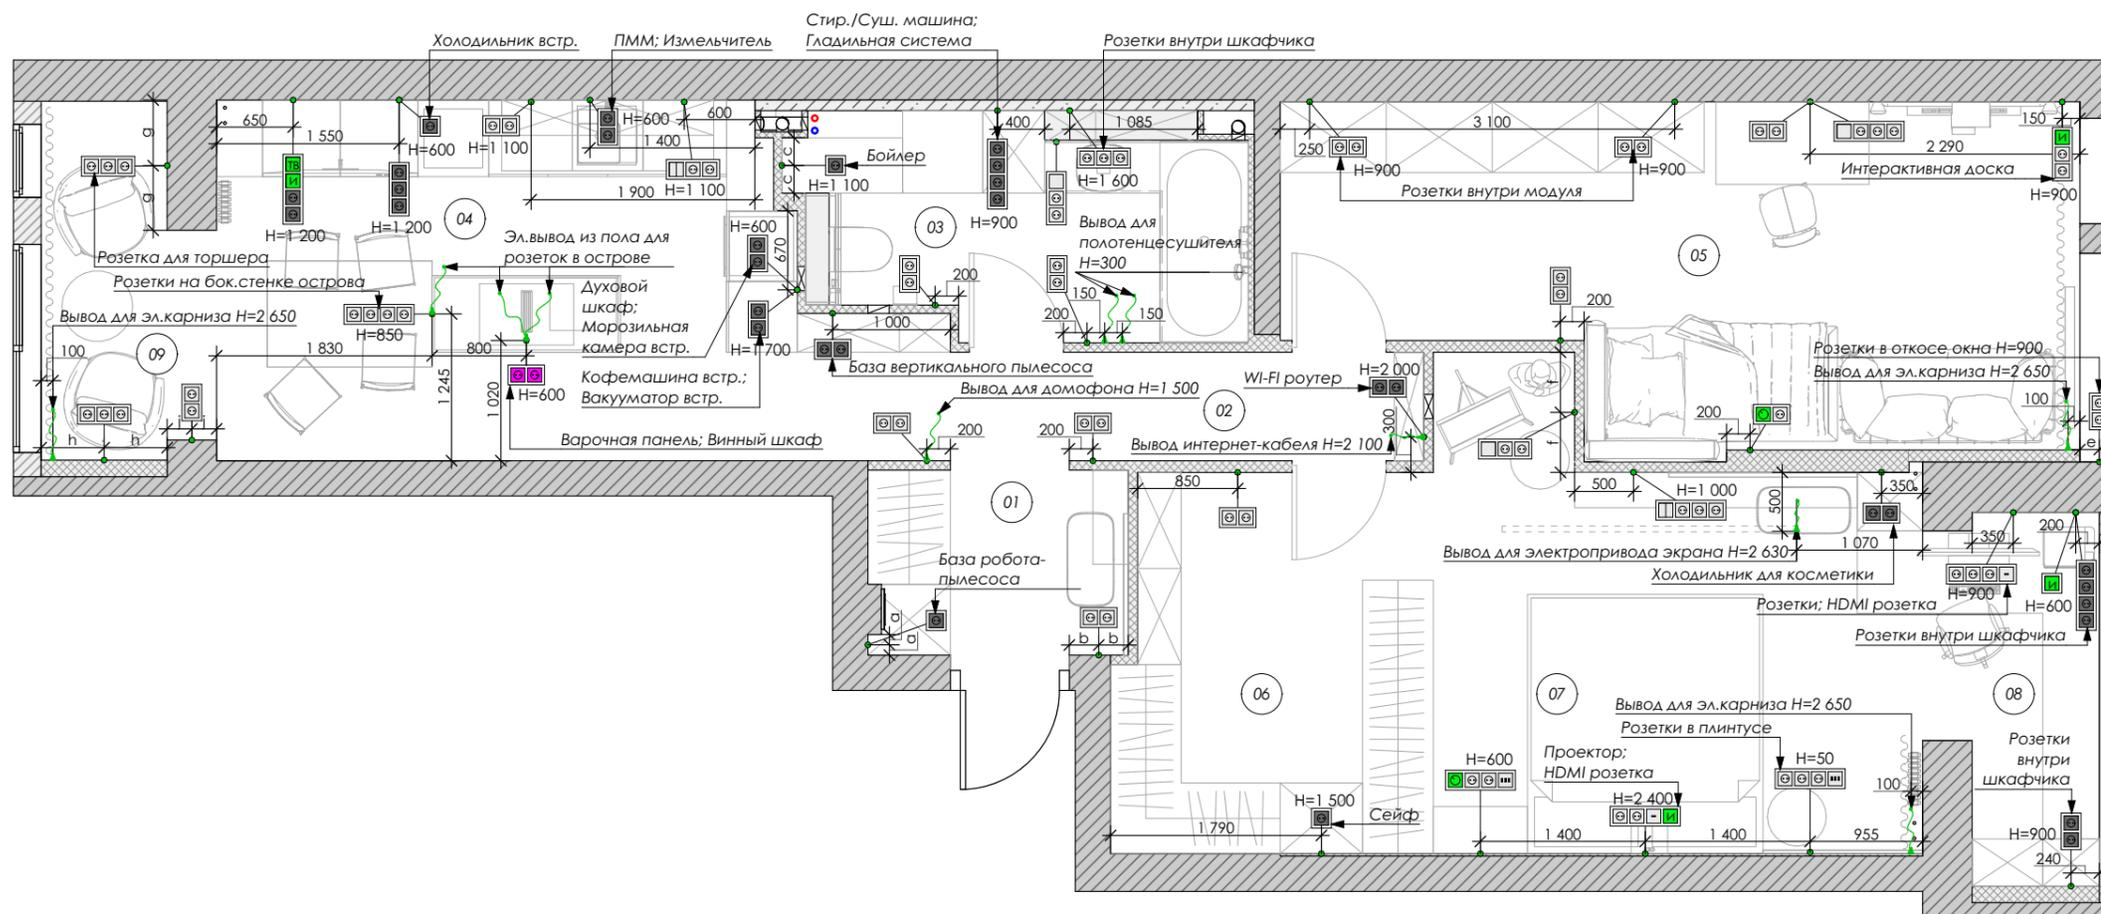 Стир./Суш. машина;
Гладильная система
Холодильник встр.
ПММ; Измельчитель
Розетки внутри шкафчика
650
1 550
H=600
H=1 100
H=600
1 400
600
400
1 085
250
3 100
150
2 290
g
g
ТВ
И
H=1 200
H=1 200
1 900
H=1 100
c
c
Бойлер
H=1 100
H=900
H=1 600
H=900
H=900
Розетки внутри модуля
И
Интерактивная доска
H=900
04
03
05
Розетка для торшера
Розетки на бок.стенке острова
Эл.вывод из пола для
розеток в острове
H=600
670
Вывод для
полотенцесушителя
H=300
200
150
200
150
200
Духовой
шкаф;
Морозильная
камера встр.
H=850
H=1 700
1 000
Вывод для эл.карниза H=2 650
100
09
1 830
800
1 245
1 020
H=600
Кофемашина встр.;
Вакууматор встр.
База вертикального пылесоса
Вывод для домофона H=1 500
WI-FI роутер
H=2 000
02
300
f
f
Розетки в откосе окна H=900
Вывод для эл.карниза H=2 650
200
100
e
h
h
i
i
Варочная панель; Винный шкаф
200
200
Вывод интернет-кабеля H=2 100
850
500
H=1 000
500
350
01
База робота-
пылесоса
a
a
b
b
Вывод для электропривода экрана H=2 630
1 070
Холодильник для косметики
350
200
H=900
И
H=600
Розетки; HDMI розетка
Розетки внутри шкафчика
06
07
08
Вывод для эл.карниза H=2 650
Розетки в плинтусе
Проектор;
HDMI розетка
H=600
H=50
H=2 400
И
100
Розетки
внутри
шкафчика
H=1 500
Сейф
1 790
1 400
1 400
955
H=900
240